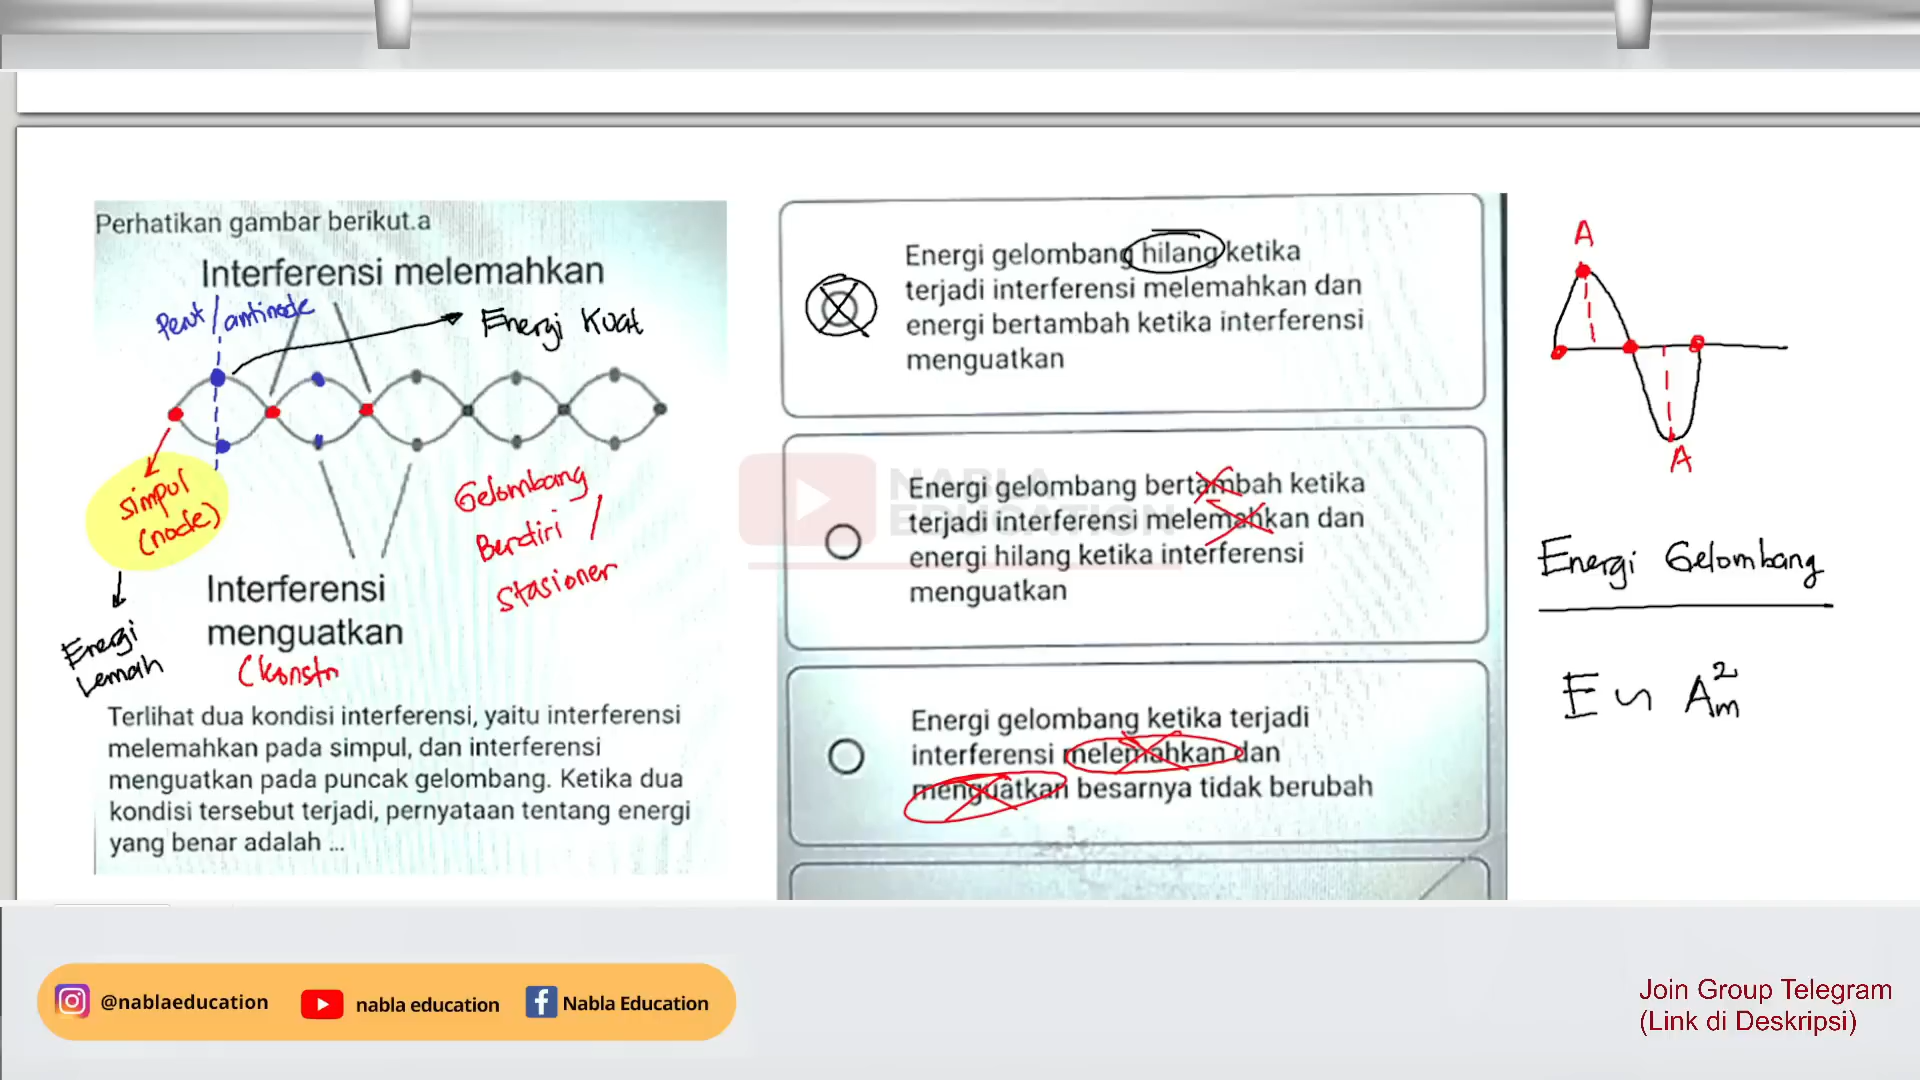 Perhatikan gambar berikut.a
Interferensi melemahkan
Perut / antinode
Energi Kuat
simpul
(node)
Gelombang
Berdiri /
Stasioner
Energi
Lemah
Interferensi
menguatkan
(Konstr
Terlihat dua kondisi interferensi, yaitu interferensi
melemahkan pada simpul, dan interferensi
menguatkan pada puncak gelombang. Ketika dua
kondisi tersebut terjadi, pernyataan tentang energi
yang benar adalah ...
Energi gelombang hilang ketika
terjadi interferensi melemahkan dan
energi bertambah ketika interferensi
menguatkan
NABLA
EDUCATION
Energi gelombang bertambah ketika
terjadi interferensi melemahkan dan
energi hilang ketika interferensi
menguatkan
Energi gelombang ketika terjadi
interferensi melemahkan dan
menguatkan besarnya tidak berubah
A
A
Energi Gelombang
E ∽ A²m
@nablaeducation
nabla education
Nabla Education
Join Group Telegram
(Link di Deskripsi)